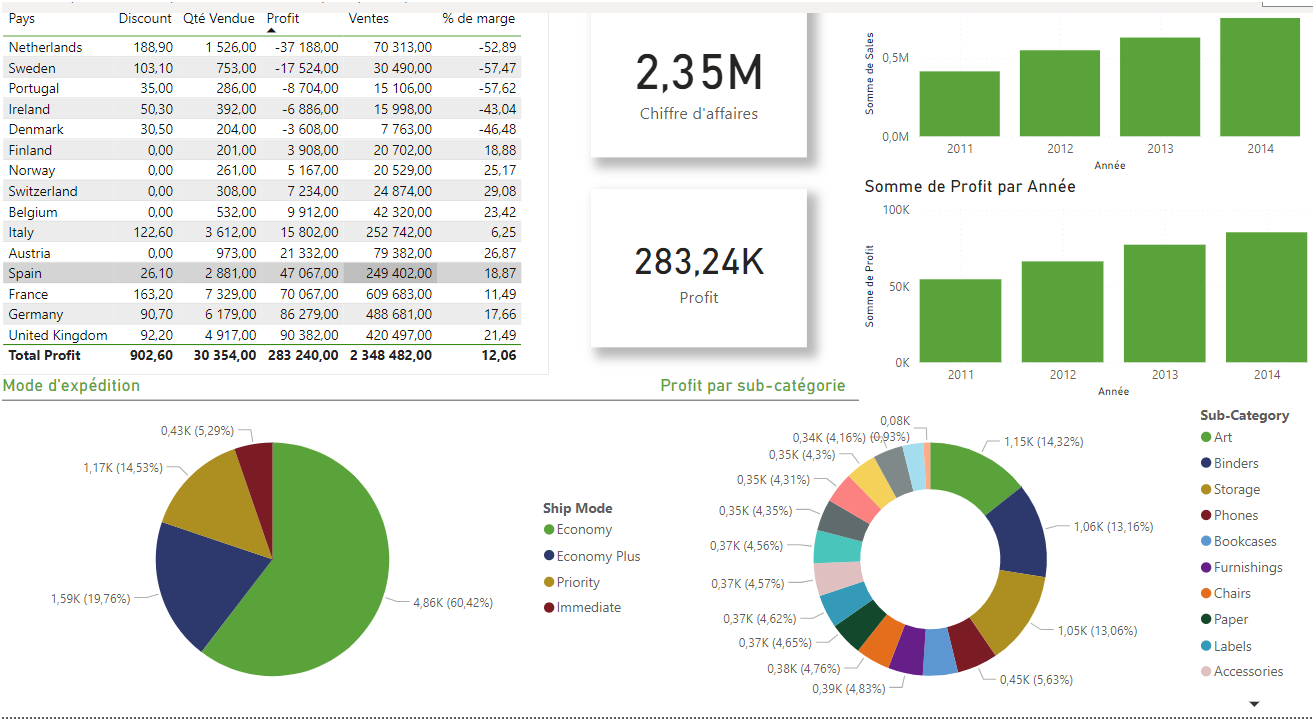 Pays Discount Qté Vendue Profit Ventes % de marge
Netherlands 188,90 1 526,00 -37 188,00 70 313,00 -52,89
Sweden 103,10 753,00 -17 524,00 30 490,00 -57,47
Portugal 35,00 286,00 -8 704,00 15 106,00 -57,62
Ireland 50,30 392,00 -6 886,00 15 998,00 -43,04
Denmark 30,50 204,00 -3 608,00 7 763,00 -46,48
Finland 0,00 201,00 3 908,00 20 702,00 18,88
Norway 0,00 261,00 5 167,00 20 529,00 25,17
Switzerland 0,00 308,00 7 234,00 24 874,00 29,08
Belgium 0,00 532,00 9 912,00 42 320,00 23,42
Italy 122,60 3 612,00 15 802,00 252 742,00 6,25
Austria 0,00 973,00 21 332,00 79 382,00 26,87
Spain 26,10 2 881,00 47 067,00 249 402,00 18,87
France 163,20 7 329,00 70 067,00 609 683,00 11,49
Germany 90,70 6 179,00 86 279,00 488 681,00 17,66
United Kingdom 92,20 4 917,00 90 382,00 420 497,00 21,49
Total Profit 902,60 30 354,00 283 240,00 2 348 482,00 12,06
2,35M
Chiffre d'affaires
283,24K
Profit
Somme de Sales
0,5M
0,0M
2011 2012 2013 2014
Année
Somme de Profit par Année
Somme de Profit
100K
50K
0K
2011 2012 2013 2014
Année
Mode d'expédition
0,43K (5,29%)
1,17K (14,53%)
1,59K (19,76%)
4,86K (60,42%)
Ship Mode
Economy
Economy Plus
Priority
Immediate
Profit par sub-catégorie
0,08K
(0,93%)
0,34K (4,16%)
0,35K (4,3%)
0,35K (4,31%)
0,35K (4,35%)
0,37K (4,56%)
0,37K (4,57%)
0,37K (4,62%)
0,37K (4,65%)
0,38K (4,76%)
0,39K (4,83%)
1,15K (14,32%)
1,06K (13,16%)
1,05K (13,06%)
0,45K (5,63%)
Sub-Category
Art
Binders
Storage
Phones
Bookcases
Furnishings
Chairs
Paper
Labels
Accessories